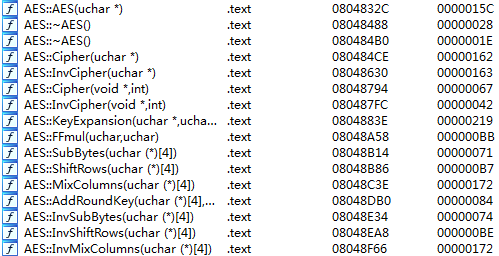 f AES::AES(uchar *) .text 0804832C 0000015C
f AES::~AES() .text 08048488 00000028
f AES::~AES() .text 080484B0 0000001E
f AES::Cipher(uchar *) .text 080484CE 00000162
f AES::InvCipher(uchar *) .text 08048630 00000163
f AES::Cipher(void *,int) .text 08048794 00000067
f AES::InvCipher(void *,int) .text 080487FC 00000042
f AES::KeyExpansion(uchar *,ucha... .text 0804883E 00000219
f AES::FFmul(uchar,uchar) .text 08048A58 000000BB
f AES::SubBytes(uchar (*)[4]) .text 08048B14 00000071
f AES::ShiftRows(uchar (*)[4]) .text 08048B86 000000B7
f AES::MixColumns(uchar (*)[4]) .text 08048C3E 00000172
f AES::AddRoundKey(uchar (*)[4],... .text 08048DB0 00000084
f AES::InvSubBytes(uchar (*)[4]) .text 08048E34 00000074
f AES::InvShiftRows(uchar (*)[4]) .text 08048EA8 000000BE
f AES::InvMixColumns(uchar (*)[4]) .text 08048F66 00000172